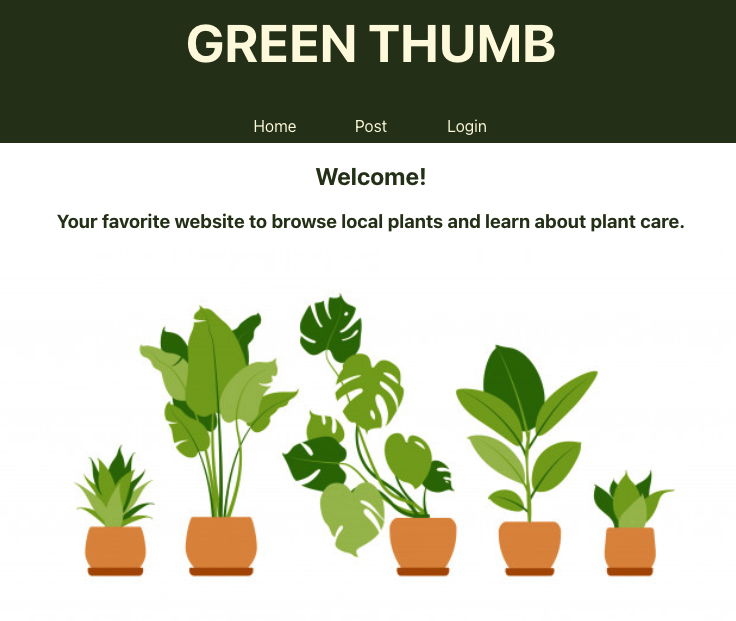 GREEN THUMB
Home Post Login
Welcome!
Your favorite website to browse local plants and learn about plant care.